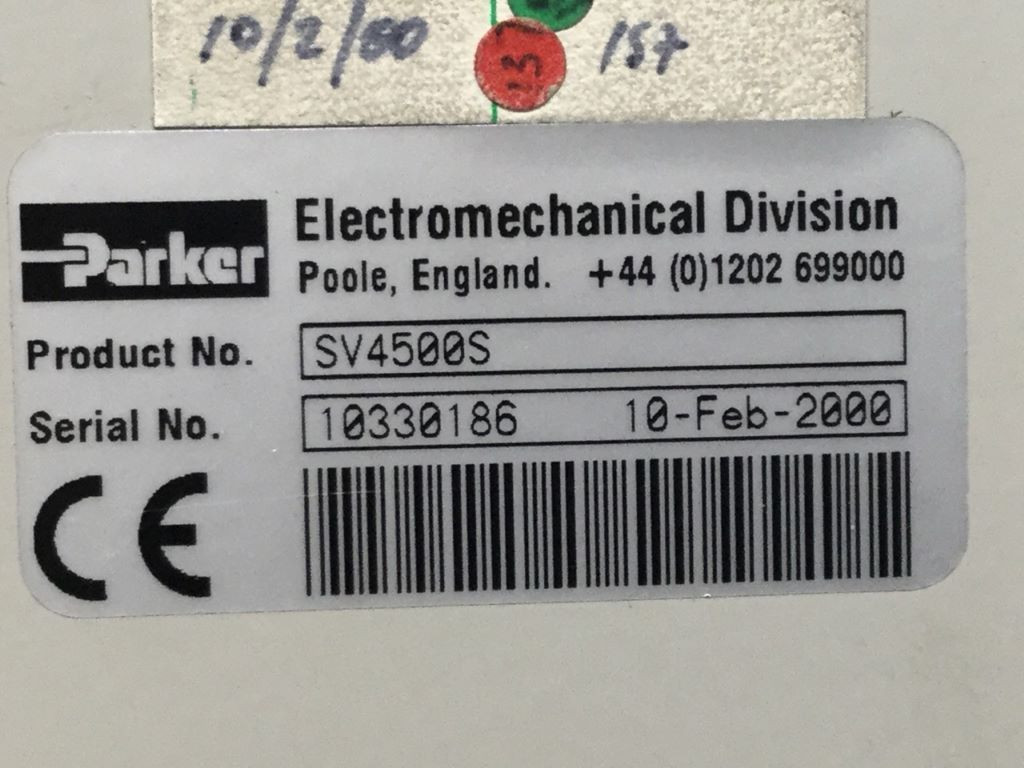 10/2/00 157
13
Parker
Electromechanical Division
Poole, England. +44 (0)1202 699000
Product No. SV4500S
Serial No. 10330186 10-Feb-2000
CE